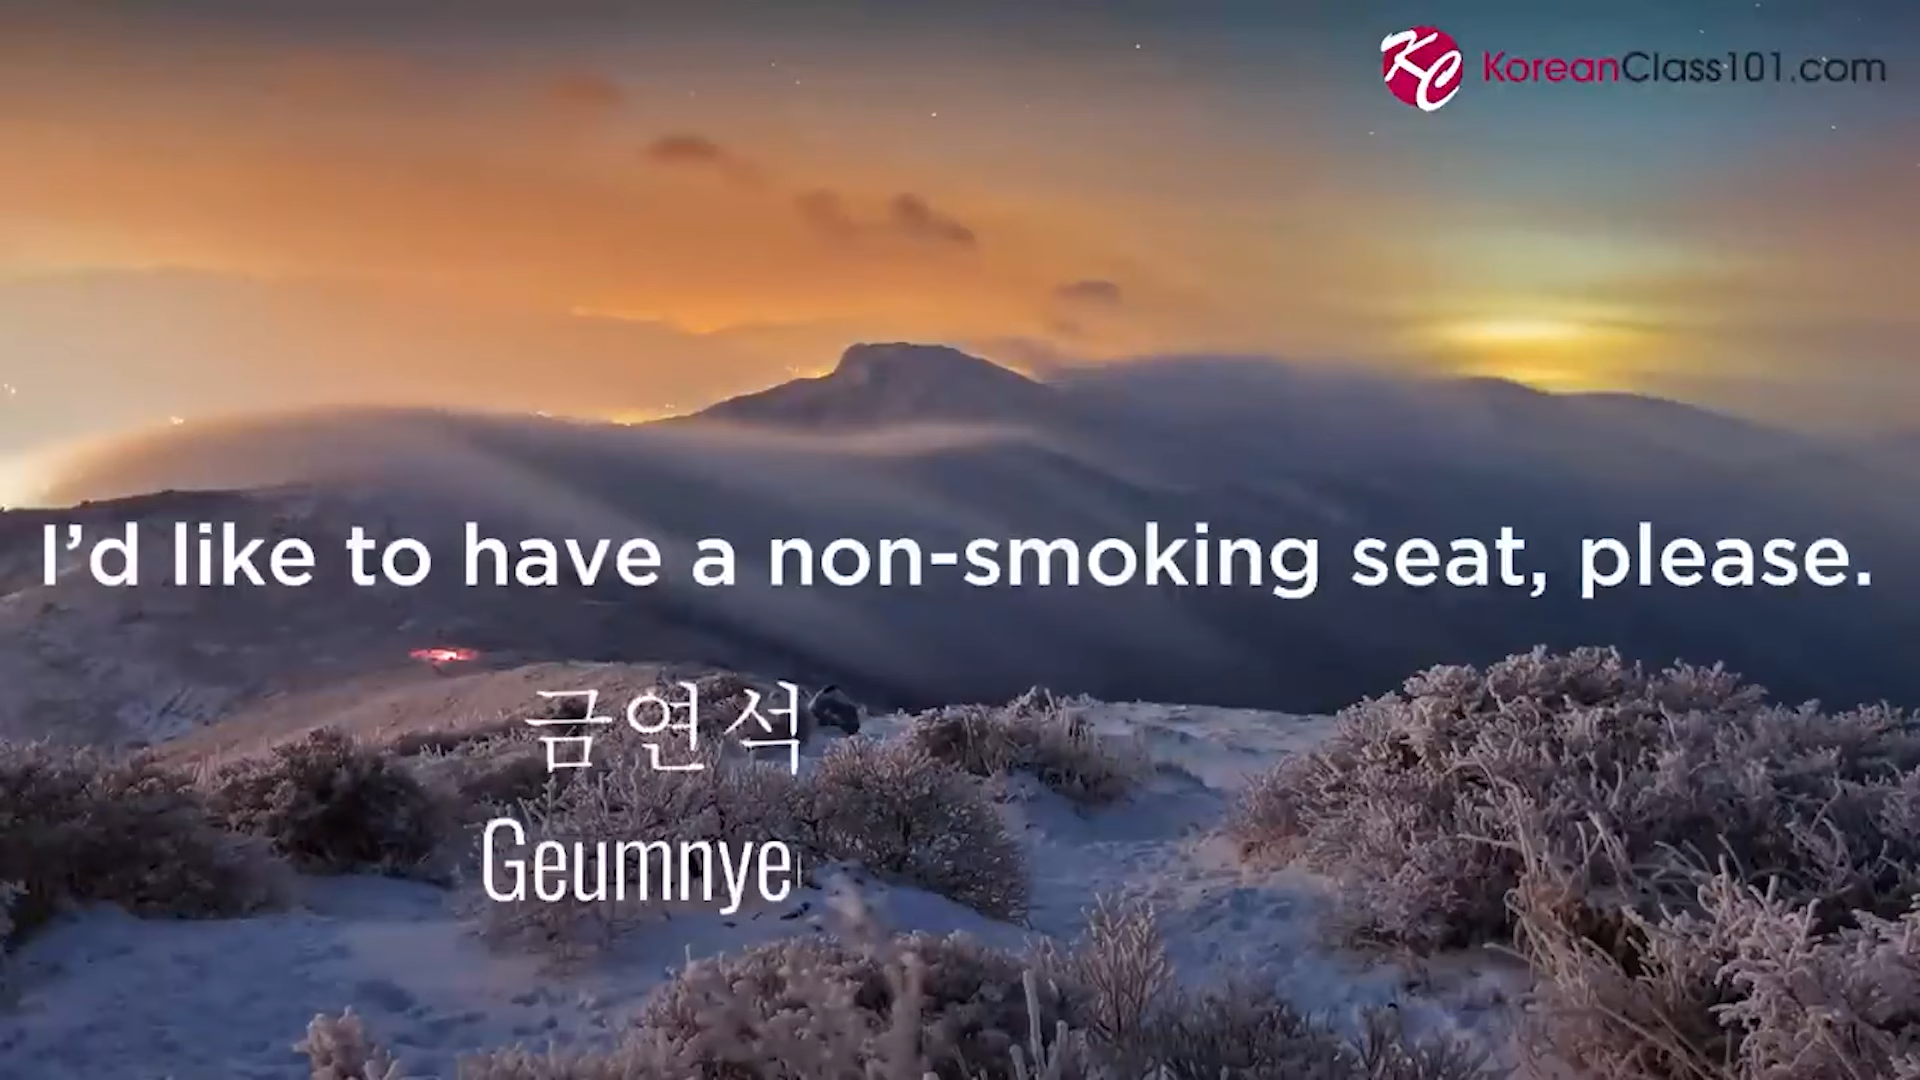 KC KoreanClass101.com
I'd like to have a non-smoking seat, please.
금연석
Geumnye